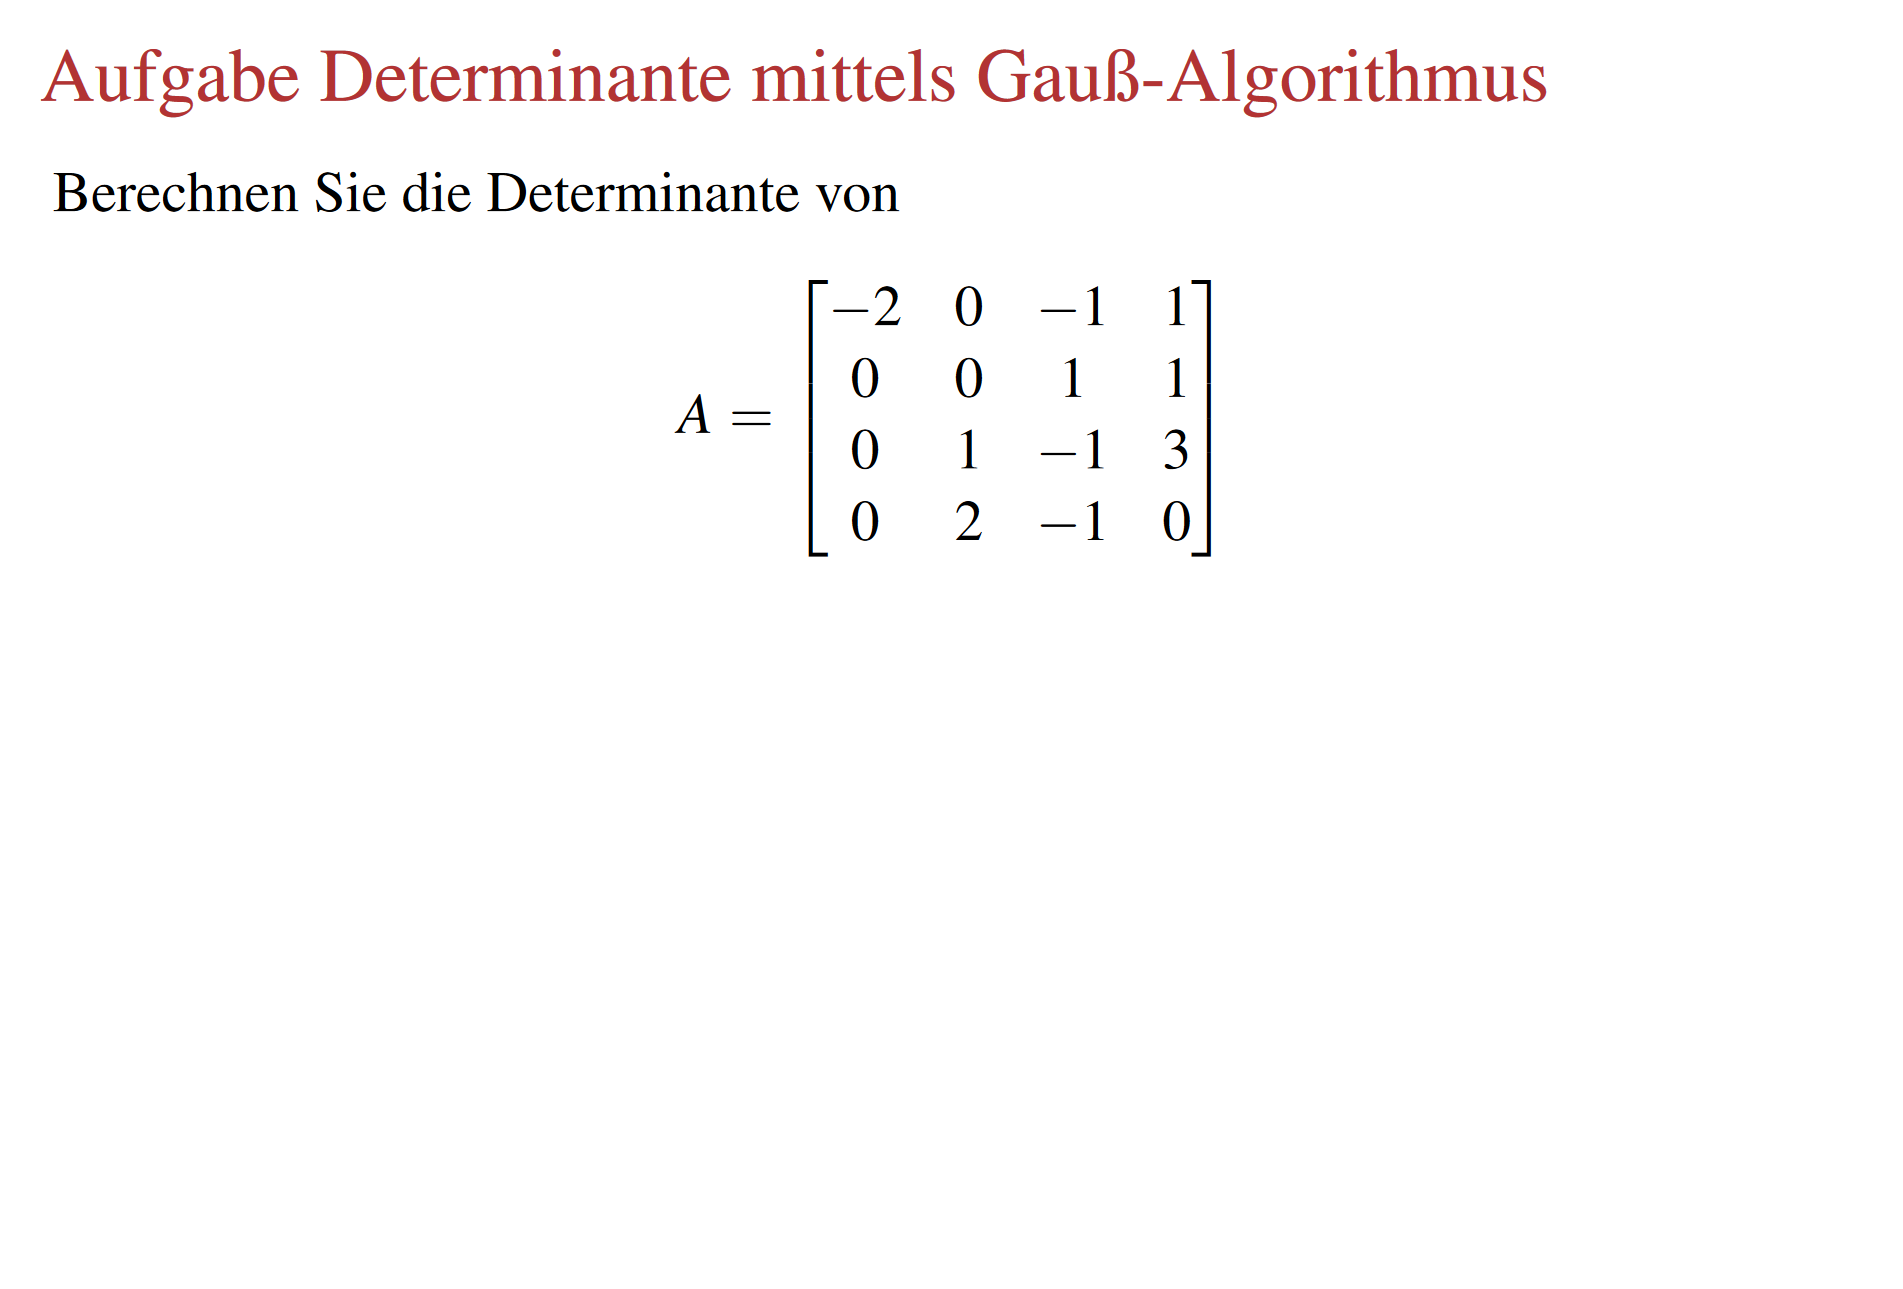 Aufgabe Determinante mittels Gauß-Algorithmus
Berechnen Sie die Determinante von
−2 0 −1 1
0 0 1 1
A =
0 1 −1 3
0 2 −1 0